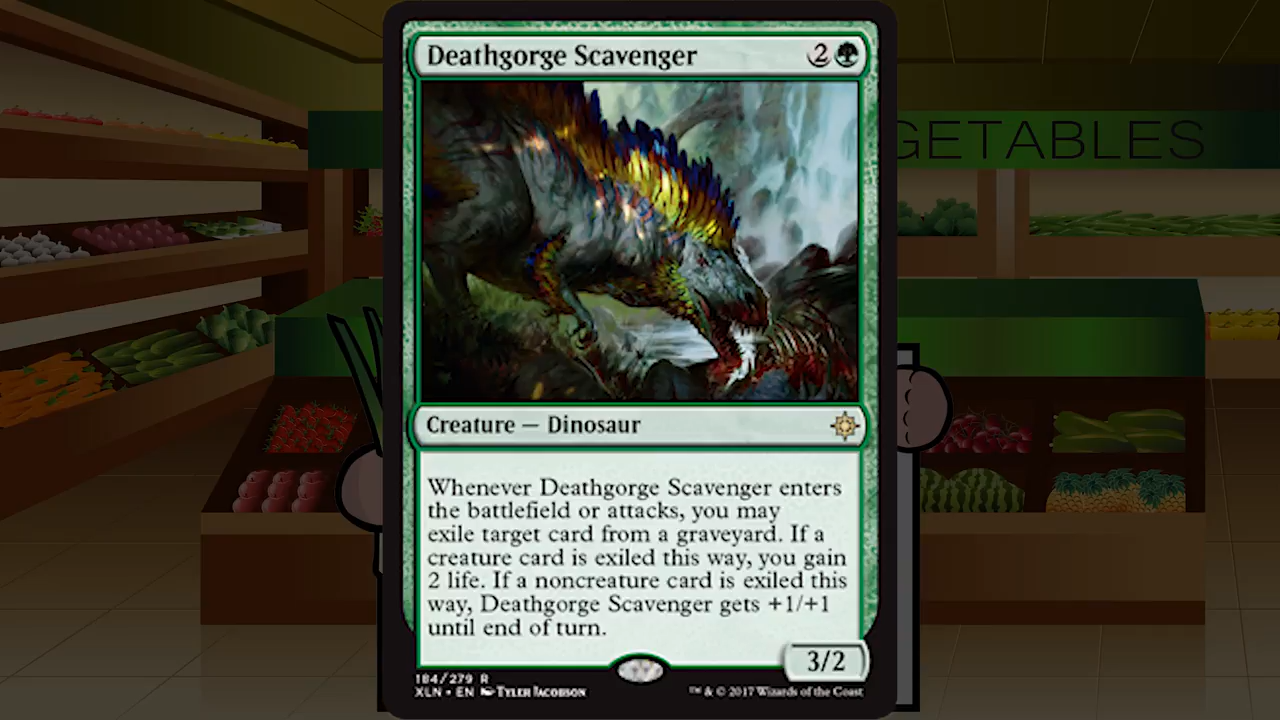 Deathgorge Scavenger 2
GETABLES
Creature — Dinosaur
Whenever Deathgorge Scavenger enters
the battlefield or attacks, you may
exile target card from a graveyard. If a
creature card is exiled this way, you gain
2 life. If a noncreature card is exiled this
way, Deathgorge Scavenger gets +1/+1
until end of turn.
3/2
184/279 R
XLN • EN Tyler Jacobson
™ & © 2017 Wizards of the Coast